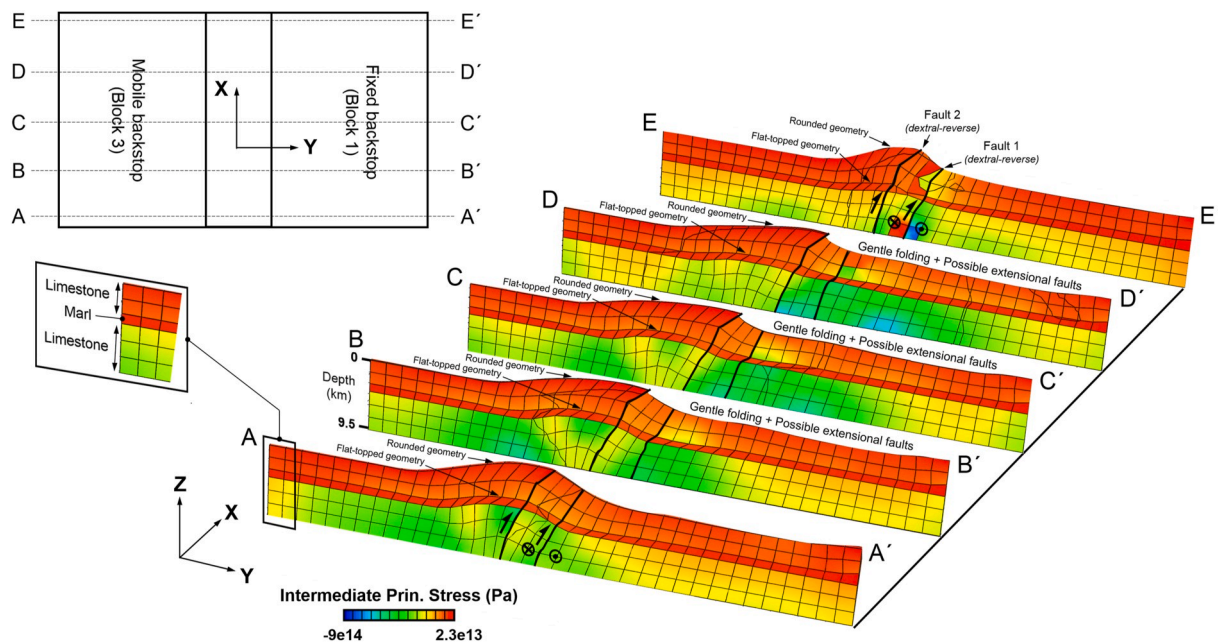 E
E´
D
D´
C
C´
B
B´
A
A´
Mobile backstop
(Block 3)
Fixed backstop
(Block 1)
X
Y
Limestone
Marl
Limestone
E
Rounded geometry
Flat-topped geometry
Fault 2
(dextral-reverse)
Fault 1
(dextral-reverse)
E´
D
Rounded geometry
Flat-topped geometry
Gentle folding + Possible extensional faults
D´
C
Rounded geometry
Flat-topped geometry
Gentle folding + Possible extensional faults
C´
B
0
Depth
(km)
9.5
Rounded geometry
Flat-topped geometry
Gentle folding + Possible extensional faults
B´
A
Rounded geometry
Flat-topped geometry
A´
Z
X
Y
Intermediate Prin. Stress (Pa)
-9e14
2.3e13